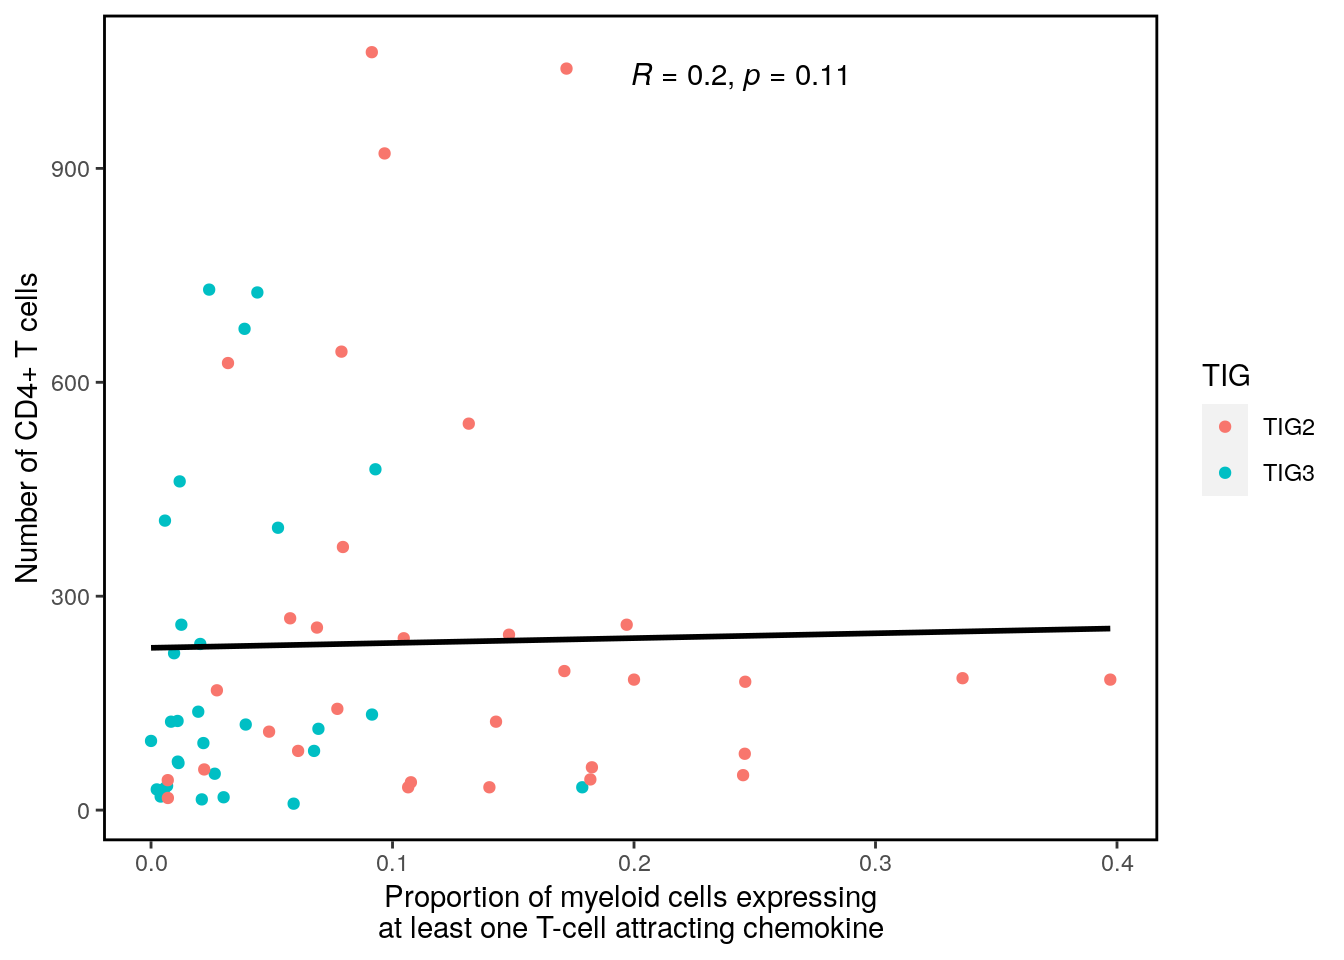 R = 0.2, p = 0.11
900
600
300
0
Number of CD4+ T cells
0.0 0.1 0.2 0.3 0.4
Proportion of myeloid cells expressing
at least one T-cell attracting chemokine
TIG
TIG2
TIG3